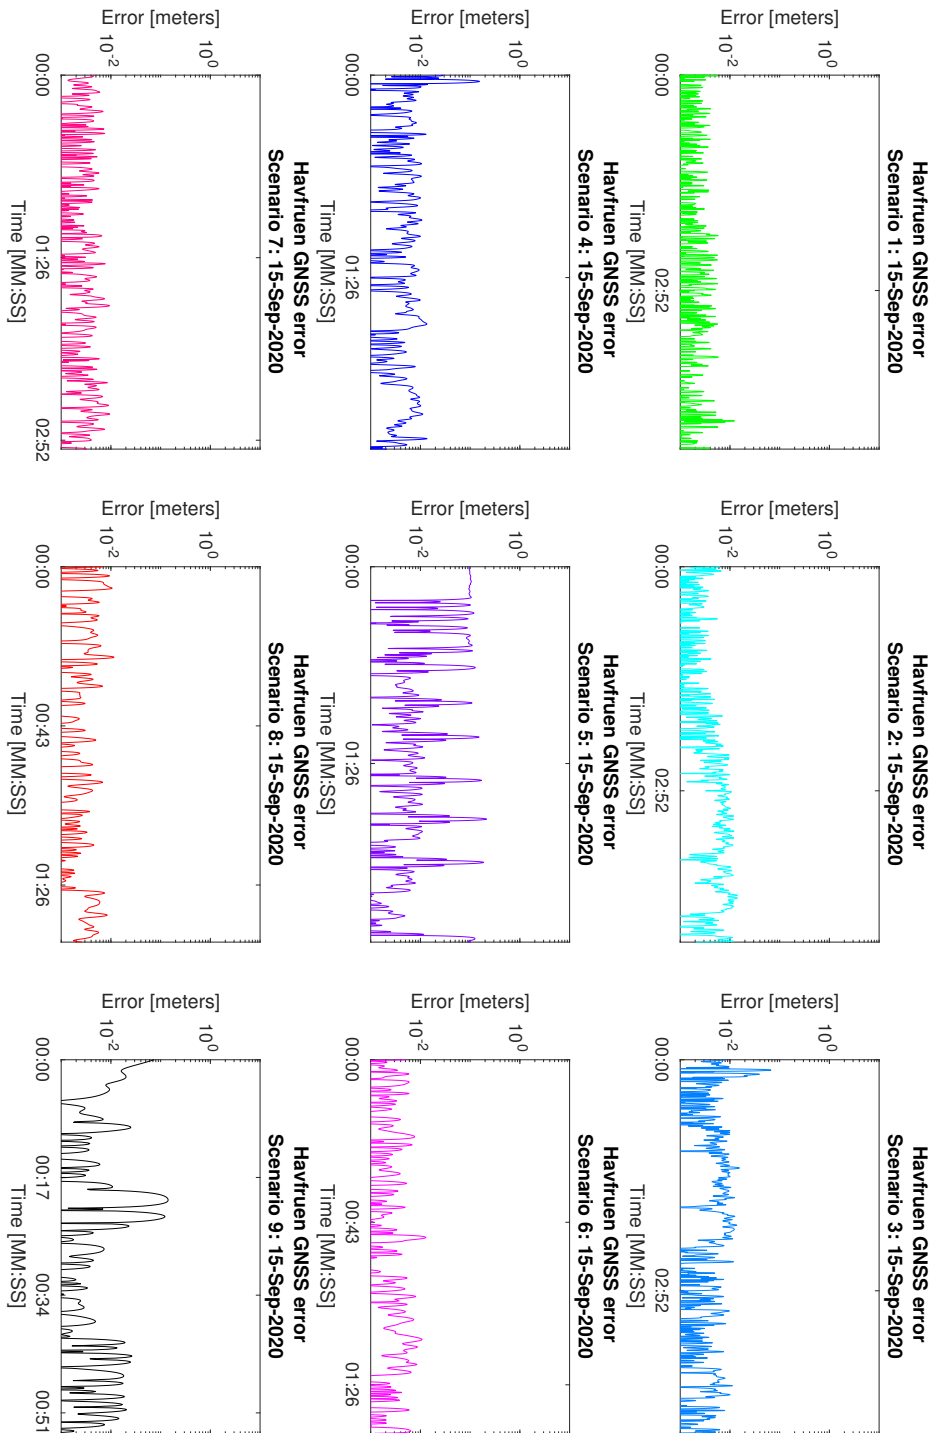 Havfruen GNSS error
Scenario 1: 15-Sep-2020
Error [meters]
10^0
10^-2
00:00
02:52
Time [MM:SS]
Havfruen GNSS error
Scenario 2: 15-Sep-2020
Error [meters]
10^0
10^-2
00:00
02:52
Time [MM:SS]
Havfruen GNSS error
Scenario 3: 15-Sep-2020
Error [meters]
10^0
10^-2
00:00
02:52
Time [MM:SS]
Havfruen GNSS error
Scenario 4: 15-Sep-2020
Error [meters]
10^0
10^-2
00:00
01:26
Time [MM:SS]
Havfruen GNSS error
Scenario 5: 15-Sep-2020
Error [meters]
10^0
10^-2
00:00
01:26
Time [MM:SS]
Havfruen GNSS error
Scenario 6: 15-Sep-2020
Error [meters]
10^0
10^-2
00:00
00:43
01:26
Time [MM:SS]
Havfruen GNSS error
Scenario 7: 15-Sep-2020
Error [meters]
10^0
10^-2
00:00
01:26
02:52
Time [MM:SS]
Havfruen GNSS error
Scenario 8: 15-Sep-2020
Error [meters]
10^0
10^-2
00:00
00:43
01:26
Time [MM:SS]
Havfruen GNSS error
Scenario 9: 15-Sep-2020
Error [meters]
10^0
10^-2
00:00
00:17
00:34
00:51
Time [MM:SS]